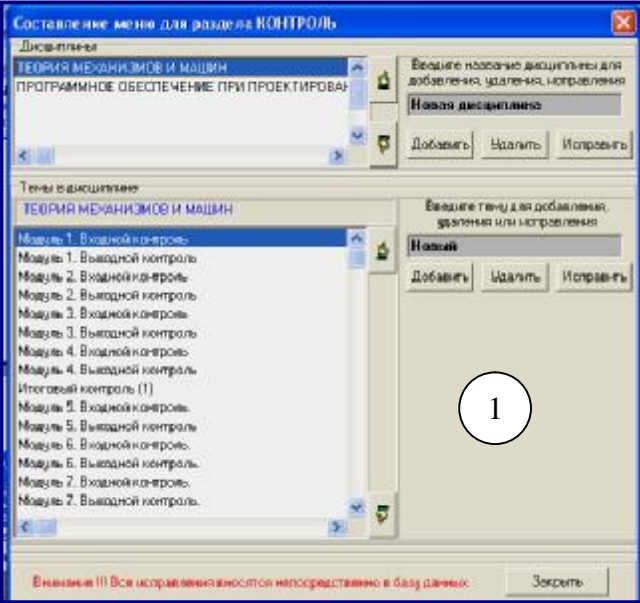 Составление меню для раздела КОНТРОЛЬ
Дисциплины
ТЕОРИЯ МЕХАНИЗМОВ И МАШИН
ПРОГРАММНОЕ ОБЕСПЕЧЕНИЕ ПРИ ПРОЕКТИРОВАН
Введите название дисциплины для
добавления, удаления, исправления
Новая дисциплина
Добавить Удалить Исправить
Темы в дисциплине
ТЕОРИЯ МЕХАНИЗМОВ И МАШИН
Введите тему для добавления,
удаления или исправления
Новый
Добавить Удалить Исправить
Модуль 1. Входной контроль
Модуль 1. Выходной контроль
Модуль 2. Входной контроль
Модуль 2. Выходной контроль
Модуль 3. Входной контроль
Модуль 3. Выходной контроль
Модуль 4. Входной контроль
Модуль 4. Выходной контроль
Итоговый контроль (1)
Модуль 5. Входной контроль.
Модуль 5. Выходной контроль
Модуль 6. Входной контроль.
Модуль 6. Выходной контроль.
Модуль 7. Входной контроль.
Модуль 7. Выходной контроль.
1
Внимание !!! Все исправления вносятся непосредственно в базу данных.
Закрыть